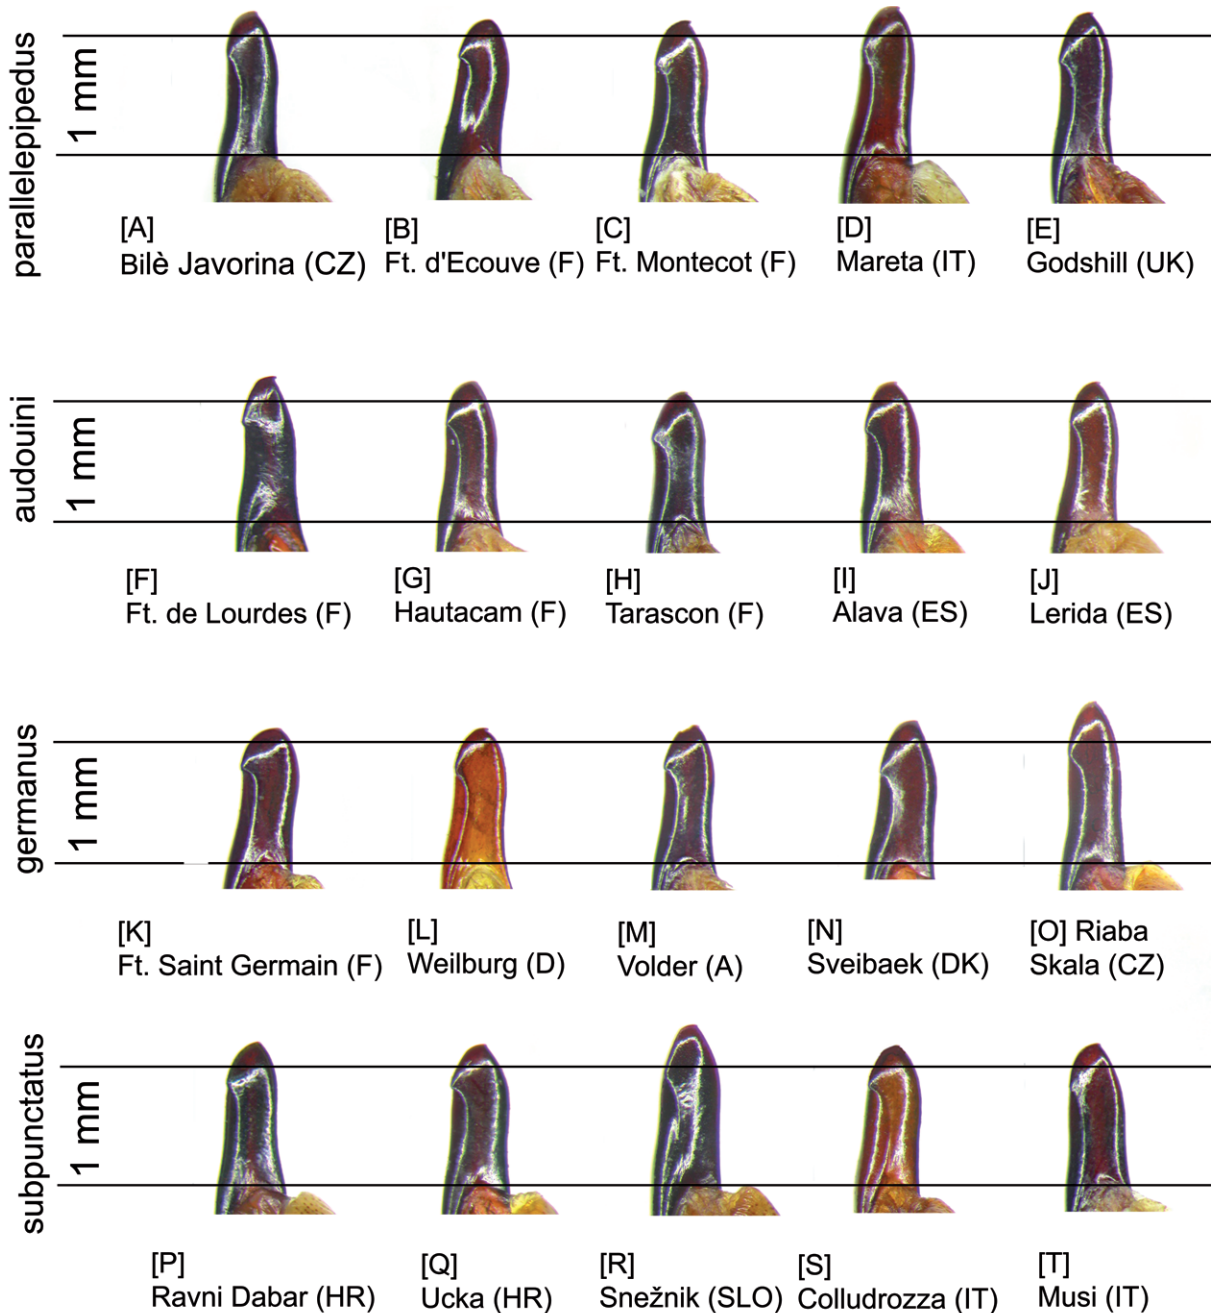 parallelepipedus
1 mm
[A]
Bilè Javorina (CZ)
[B]
Ft. d'Ecouve (F)
[C]
Ft. Montecot (F)
[D]
Mareta (IT)
[E]
Godshill (UK)
audouini
1 mm
[F]
Ft. de Lourdes (F)
[G]
Hautacam (F)
[H]
Tarascon (F)
[I]
Alava (ES)
[J]
Lerida (ES)
germanus
1 mm
[K]
Ft. Saint Germain (F)
[L]
Weilburg (D)
[M]
Volder (A)
[N]
Sveibaek (DK)
[O] Riaba
Skala (CZ)
subpunctatus
1 mm
[P]
Ravni Dabar (HR)
[Q]
Ucka (HR)
[R]
Snežnik (SLO)
[S]
Colludrozza (IT)
[T]
Musi (IT)